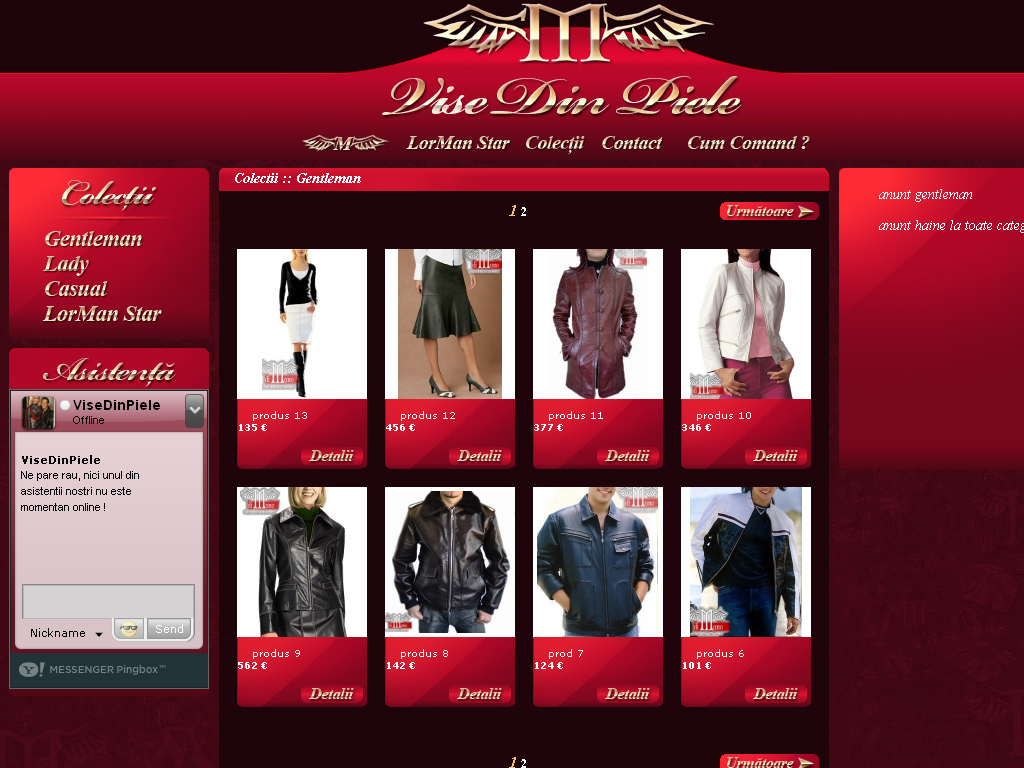 M
Vise Din Piele
M
LorMan Star Colecții Contact Cum Comand ?
Colecții
Gentleman
Lady
Casual
LorMan Star
Asistență
ViseDinPiele
Offline
ViseDinPiele
Ne pare rau, nici unul din
asistentii nostri nu este
momentan online !
Nickname
Send
Y! MESSENGER Pingbox™
Colectii :: Gentleman
1 2
Următoare
produs 13
135 €
Detalii
produs 12
456 €
Detalii
produs 11
377 €
Detalii
produs 10
346 €
Detalii
produs 9
562 €
Detalii
produs 8
142 €
Detalii
prod 7
124 €
Detalii
produs 6
101 €
Detalii
1 2
Următoare
anunt gentleman
anunt haine la toate categ